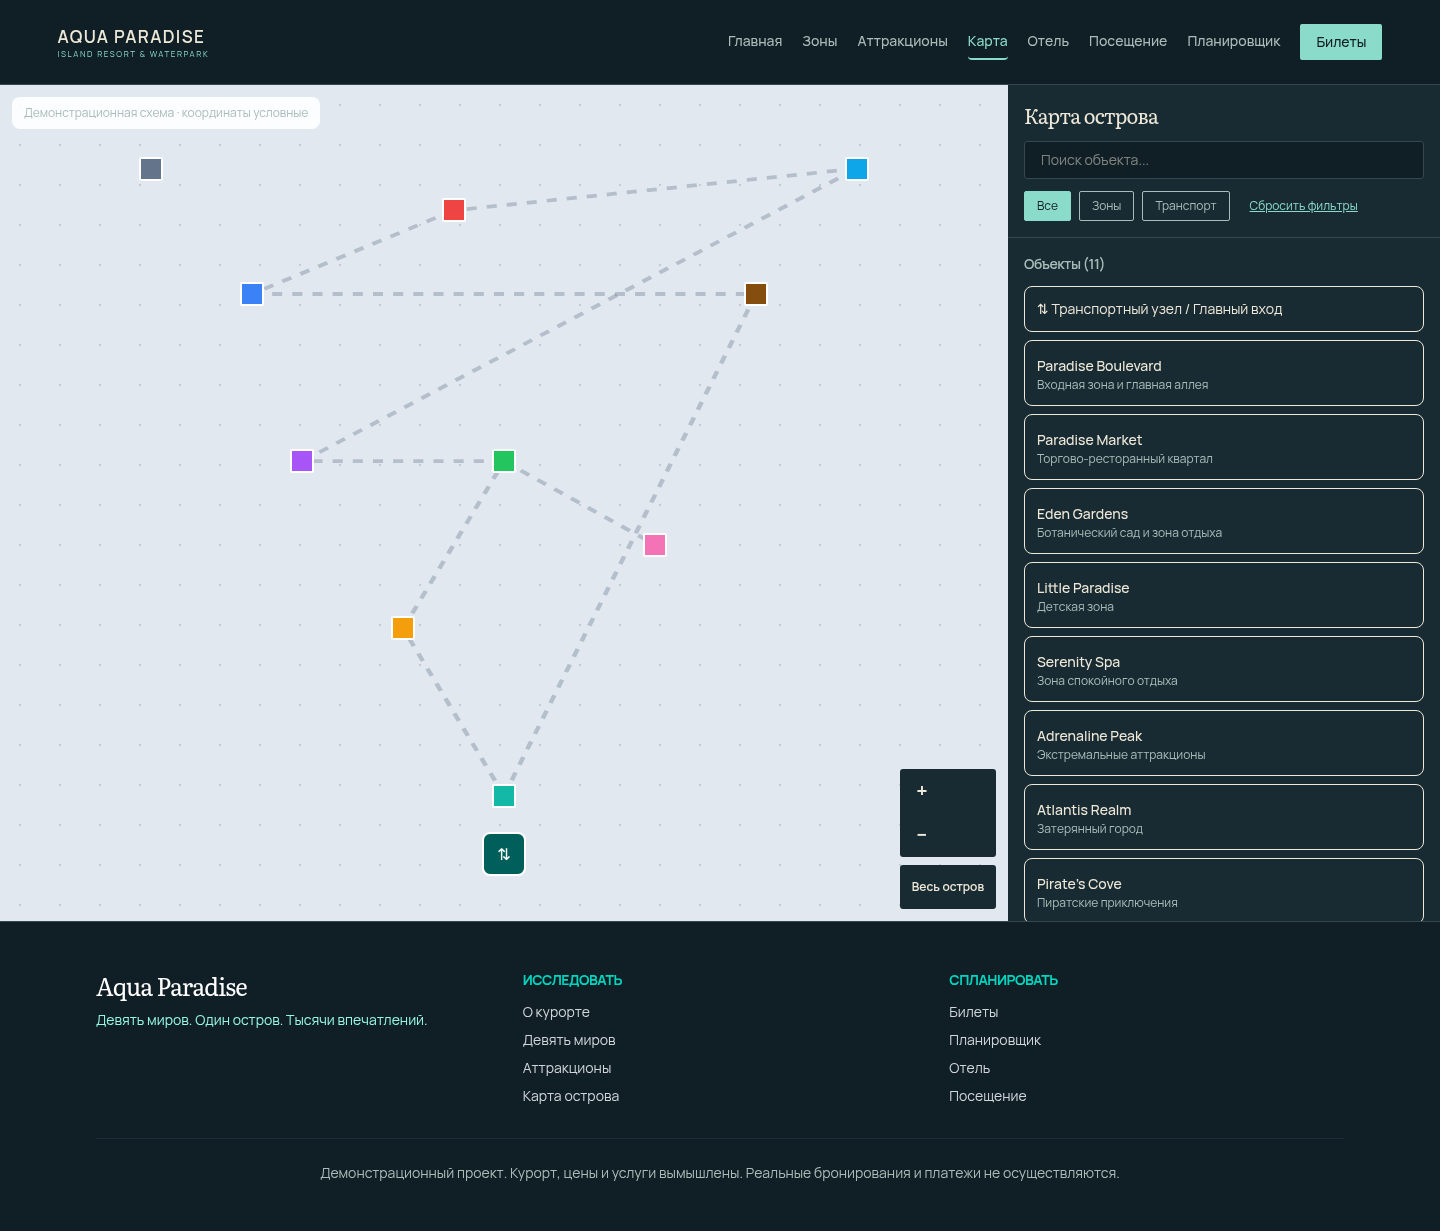 AQUA PARADISE
ISLAND RESORT & WATERPARK
Главная Зоны Аттракционы Карта Отель Посещение Планировщик Билеты
Демонстрационная схема · координаты условные
⇅
+
−
Весь остров
Карта острова
Поиск объекта...
Все Зоны Транспорт Сбросить фильтры
Объекты (11)
⇅ Транспортный узел / Главный вход
Paradise Boulevard
Входная зона и главная аллея
Paradise Market
Торгово-ресторанный квартал
Eden Gardens
Ботанический сад и зона отдыха
Little Paradise
Детская зона
Serenity Spa
Зона спокойного отдыха
Adrenaline Peak
Экстремальные аттракционы
Atlantis Realm
Затерянный город
Pirate's Cove
Пиратские приключения
Aqua Paradise
Девять миров. Один остров. Тысячи впечатлений.
ИССЛЕДОВАТЬ
О курорте
Девять миров
Аттракционы
Карта острова
СПЛАНИРОВАТЬ
Билеты
Планировщик
Отель
Посещение
Демонстрационный проект. Курорт, цены и услуги вымышлены. Реальные бронирования и платежи не осуществляются.